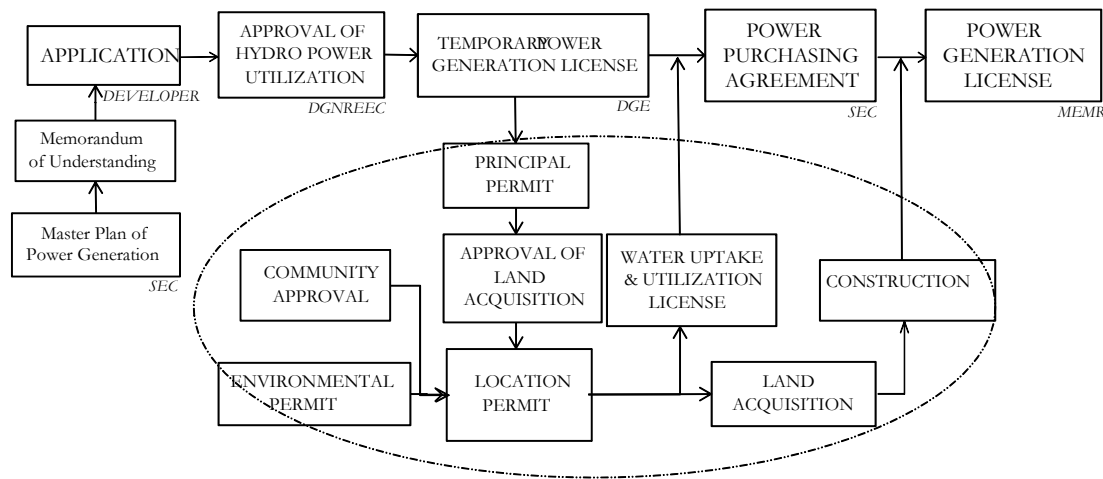 APPLICATION
DEVELOPER
APPROVAL OF
HYDRO POWER
UTILIZATION
DGNREEC
TEMPORARY POWER
GENERATION LICENSE
DGE
POWER
PURCHASING
AGREEMENT
SEC
POWER
GENERATION
LICENSE
MEMR
Memorandum
of Understanding
Master Plan of
Power Generation
SEC
PRINCIPAL
PERMIT
COMMUNITY
APPROVAL
APPROVAL OF
LAND
ACQUISITION
WATER UPTAKE
& UTILIZATION
LICENSE
CONSTRUCTION
ENVIRONMENTAL
PERMIT
LOCATION
PERMIT
LAND
ACQUISITION